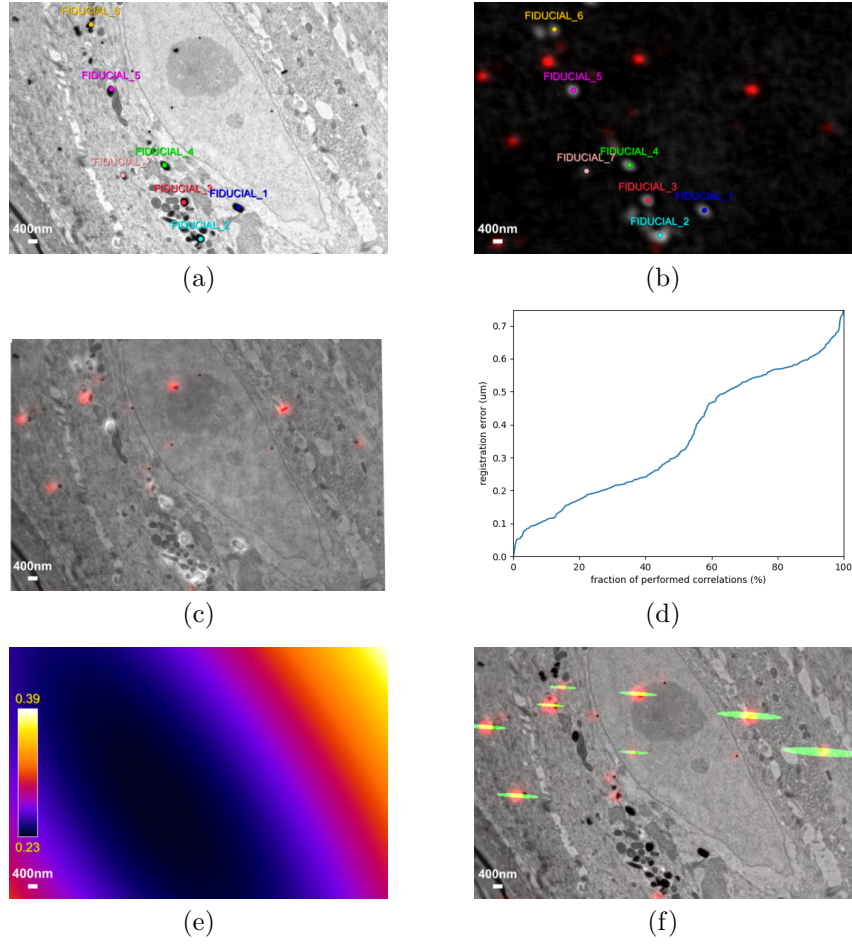 FIDUCIAL_6
FIDUCIAL_5
FIDUCIAL_4
FIDUCIAL_7
FIDUCIAL_3
FIDUCIAL_1
FIDUCIAL_2
400nm
(a)
FIDUCIAL_6
FIDUCIAL_5
FIDUCIAL_4
FIDUCIAL_7
FIDUCIAL_3
FIDUCIAL_1
FIDUCIAL_2
400nm
(b)
400nm
(c)
registration error (um)
0.7
0.6
0.5
0.4
0.3
0.2
0.1
0.0
0 20 40 60 80 100
fraction of performed correlations (%)
(d)
0.39
0.23
400nm
(e)
400nm
(f)